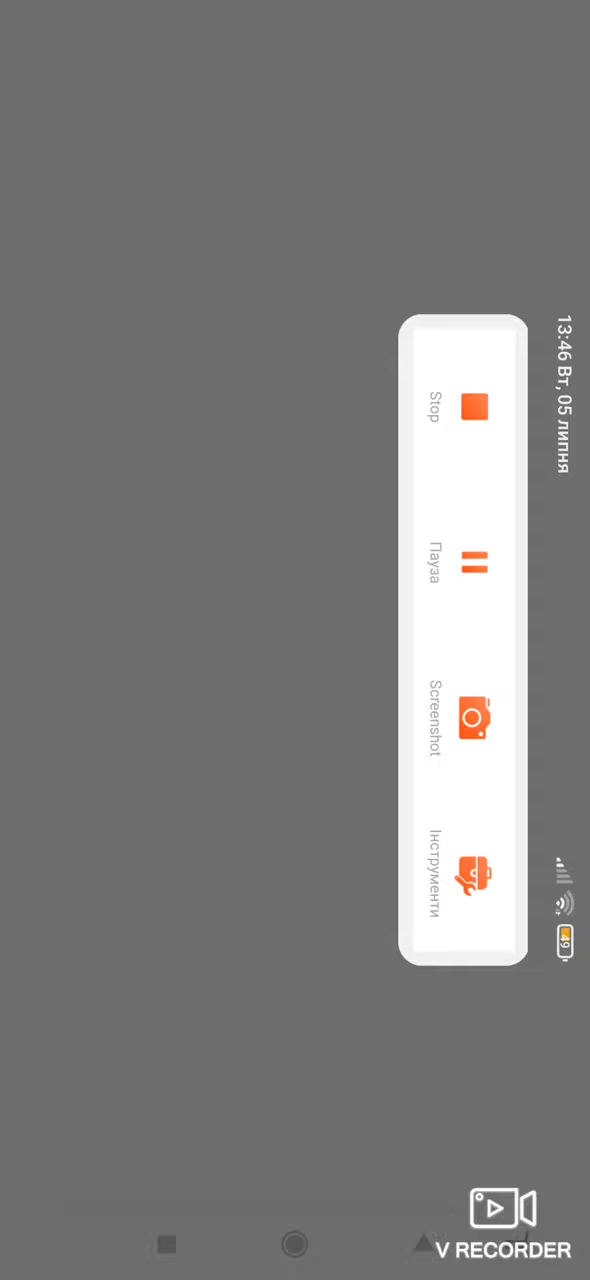 13:46 Вт, 05 липня
49
Stop
Пауза
Screenshot
Інструменти
V RECORDER